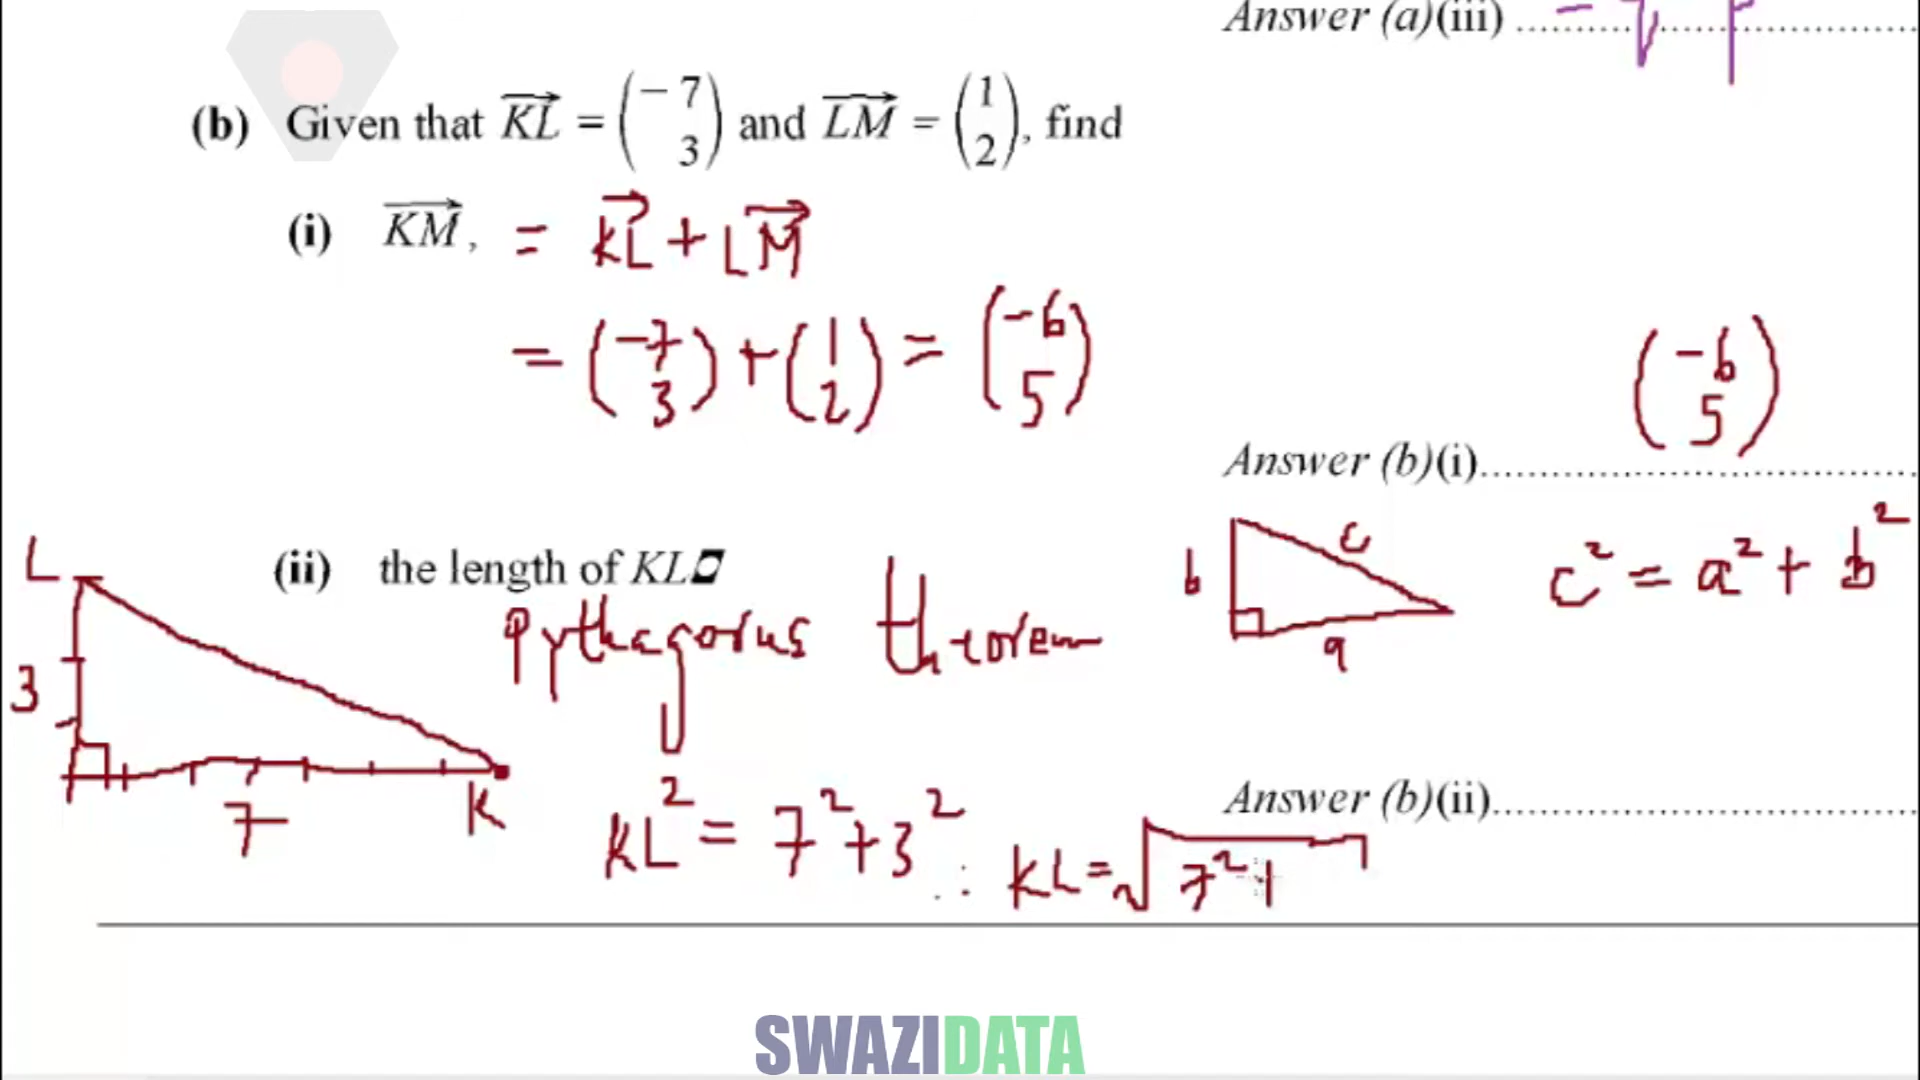 Answer (a)(iii) ....................
(b) Given that KL = (-7 3) and LM = (1 2), find
(i) KM, = KL + LM
= (-7 3) + (1 2) = (-6 5)
(-6 5)
Answer (b)(i)....................
L
(ii) the length of KL
3
Pythagorus theorem
b c a
c² = a² + b²
7 K
Answer (b)(ii)....................
KL² = 7² + 3² ∴ KL = √7² +
SWAZIDATA